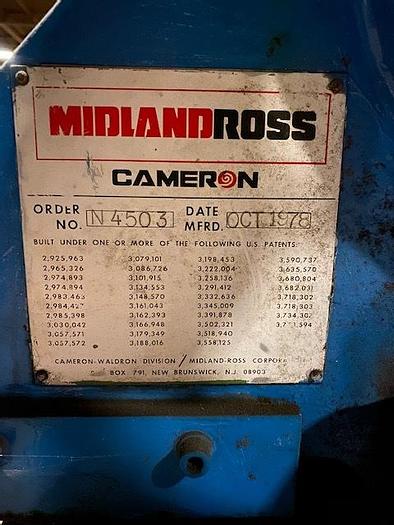 MIDLANDROSS
CAMERON
ORDER NO. N 4503 DATE MFRD. OCT 1978
BUILT UNDER ONE OR MORE OF THE FOLLOWING U.S. PATENTS:
2,925,963 3,079,101 3,198,453 3,590,737
2,965,326 3,086,726 3,222,004 3,635,570
2,974,893 3,101,915 3,258,136 3,680,804
2,974,894 3,134,553 3,291,412 3,682,031
2,983,463 3,148,570 3,332,636 3,718,302
2,984,427 3,161,043 3,345,009 3,718,303
2,985,398 3,162,393 3,391,878 3,734,302
3,030,042 3,166,948 3,502,321
3,057,571 3,179,349 3,518,940
3,057,572 3,188,016 3,558,125
CAMERON-WALDRON DIVISION / MIDLAND-ROSS
BOX 791, NEW BRUNSWICK, N.J. 08903